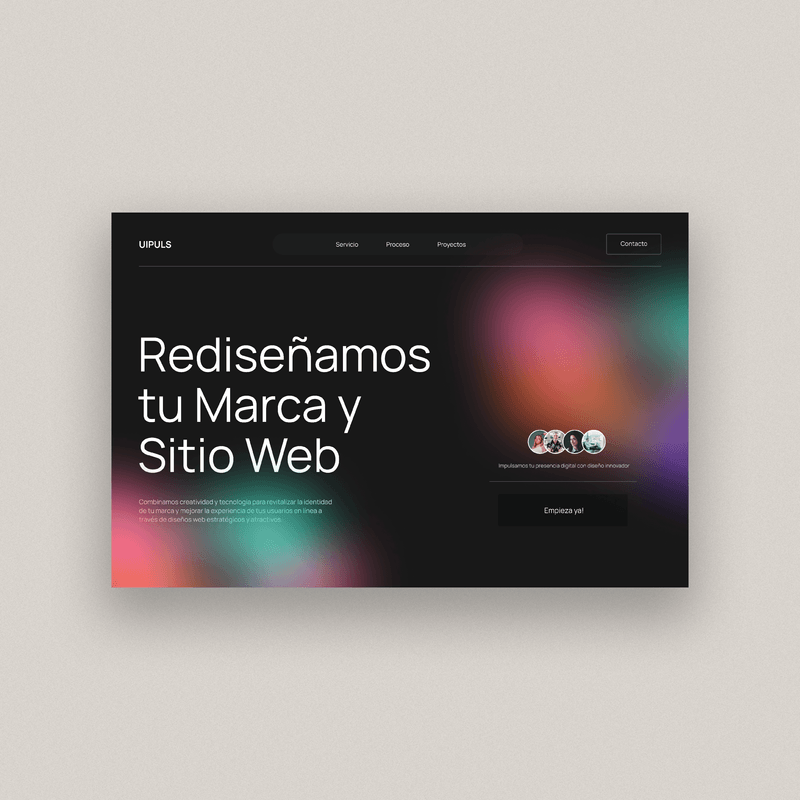 UIPULS
Servicio
Proceso
Proyectos
Contacto
Rediseñamos
tu Marca y
Sitio Web
Combinamos creatividad y tecnología para revitalizar la identidad
de tu marca y mejorar la experiencia de tus usuarios en línea a
través de diseños web estratégicos y atractivos.
Impulsamos tu presencia digital con diseño innovador
Empieza ya!